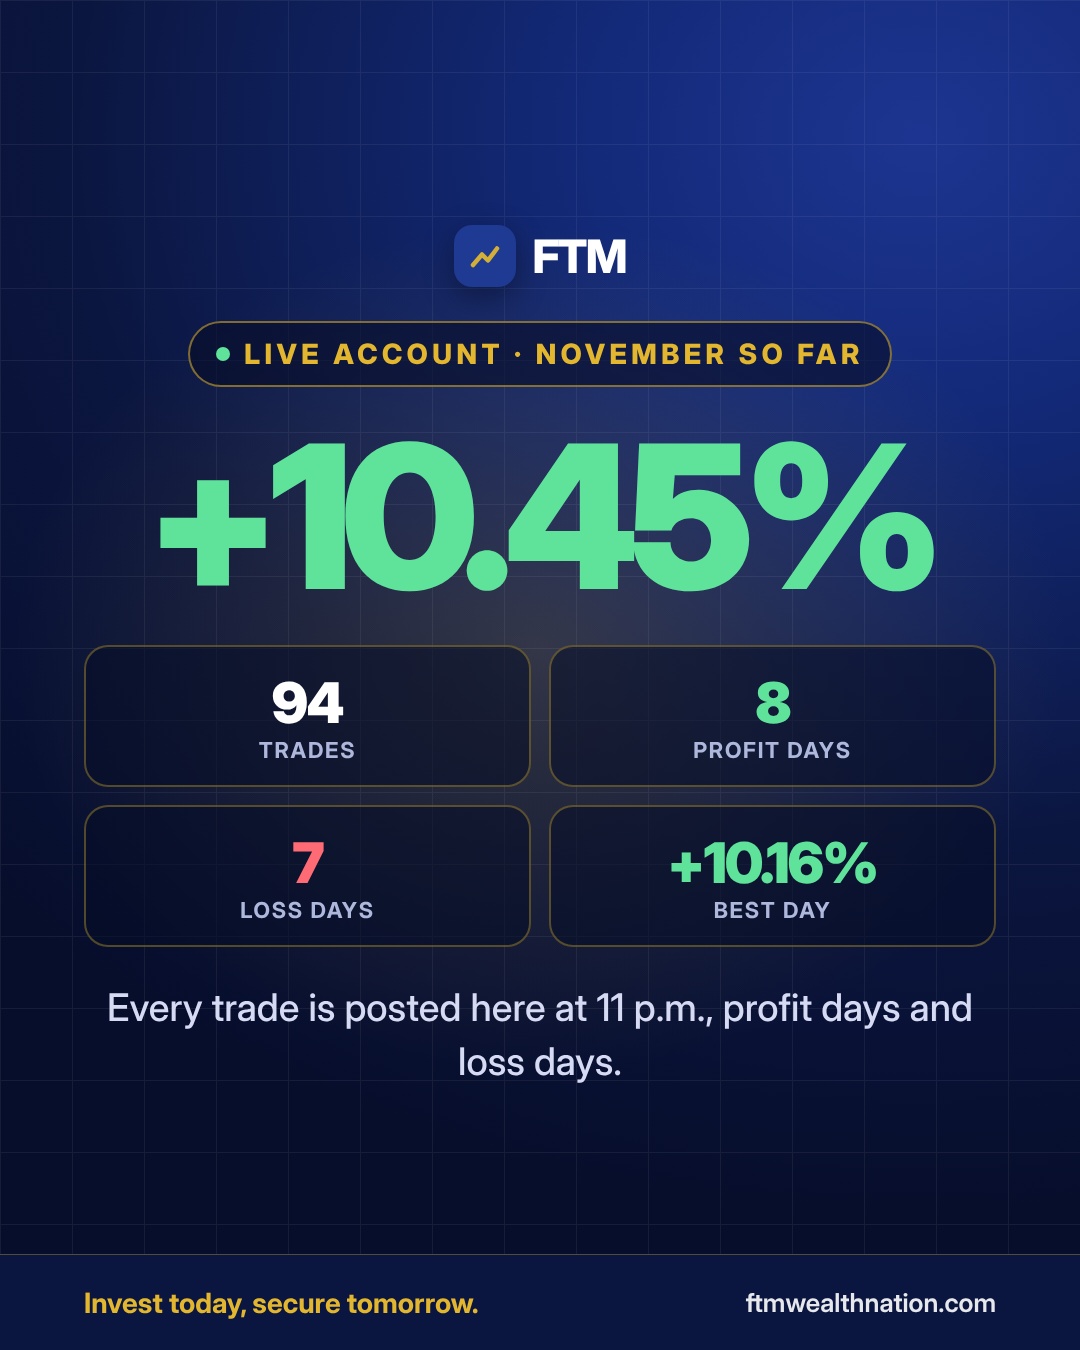 FTM
LIVE ACCOUNT · NOVEMBER SO FAR
+10.45%
94
TRADES
8
PROFIT DAYS
7
LOSS DAYS
+10.16%
BEST DAY
Every trade is posted here at 11 p.m., profit days and
loss days.
Invest today, secure tomorrow.
ftmwealthnation.com